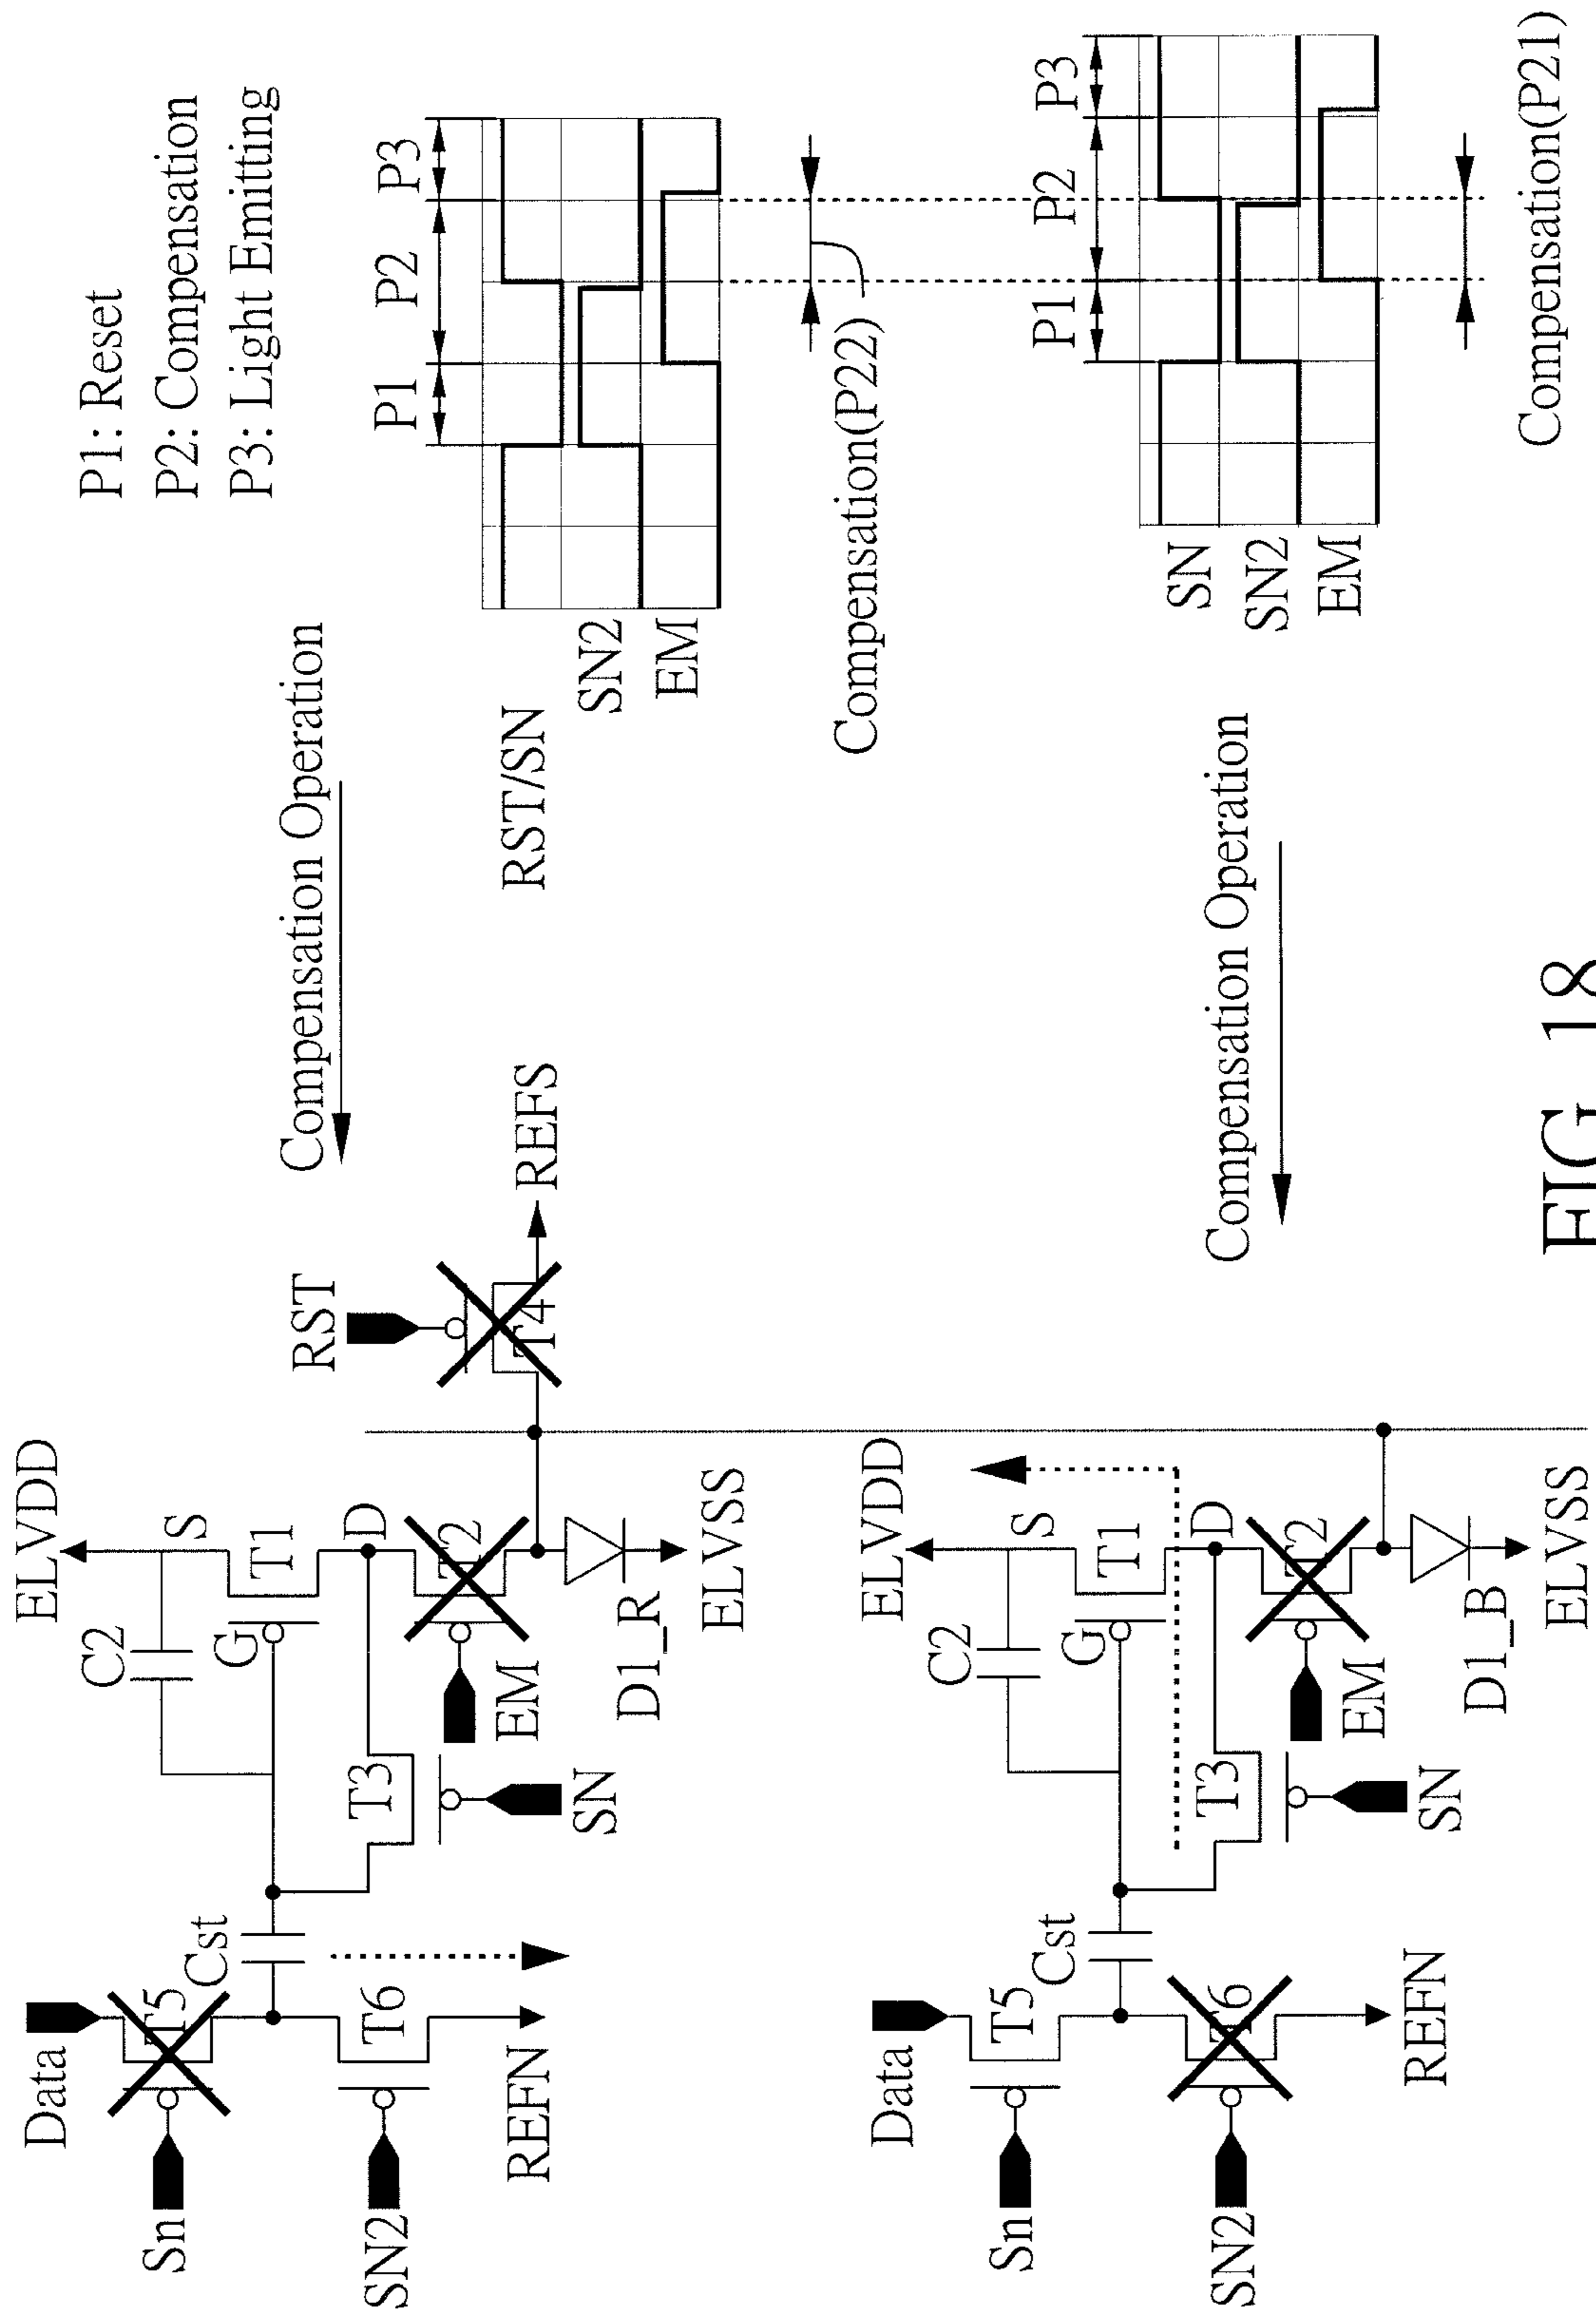 P1: Reset
P2: Compensation
P3: Light Emitting
Compensation Operation
P1 P2 P3
RST/SN
SN2
EM
Compensation(P22)
P1 P2 P3
SN
SN2
EM
Compensation(P21)
Compensation Operation
Data
Sn
T5
SN2
T6
REFN
Cst
C2
ELVDD
S
G
T1
D
T3
SN
EM
T2
D1_R
ELVSS
RST
T4
REFS
Data
Sn
T5
SN2
T6
REFN
Cst
C2
ELVDD
S
G
T1
D
T3
SN
EM
T2
D1_B
ELVSS
FIG. 18